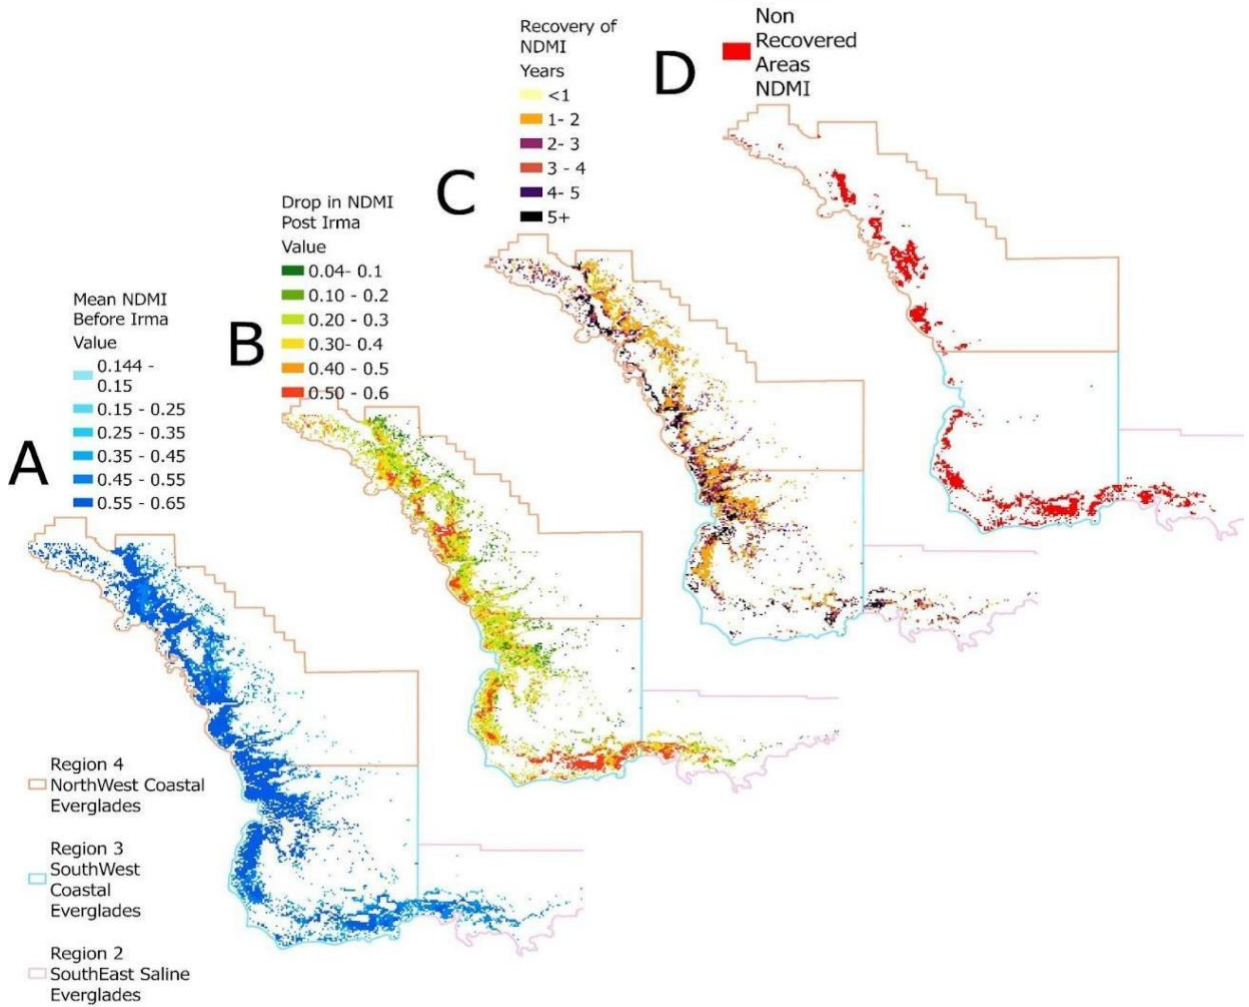 A
Mean NDMI
Before Irma
Value
0.144 -
0.15
0.15 - 0.25
0.25 - 0.35
0.35 - 0.45
0.45 - 0.55
0.55 - 0.65
Region 4
NorthWest Coastal
Everglades
Region 3
SouthWest
Coastal
Everglades
Region 2
SouthEast Saline
Everglades
B
Drop in NDMI
Post Irma
Value
0.04- 0.1
0.10 - 0.2
0.20 - 0.3
0.30- 0.4
0.40 - 0.5
0.50 - 0.6
C
Recovery of
NDMI
Years
<1
1- 2
2- 3
3 - 4
4- 5
5+
D
Non
Recovered
Areas
NDMI